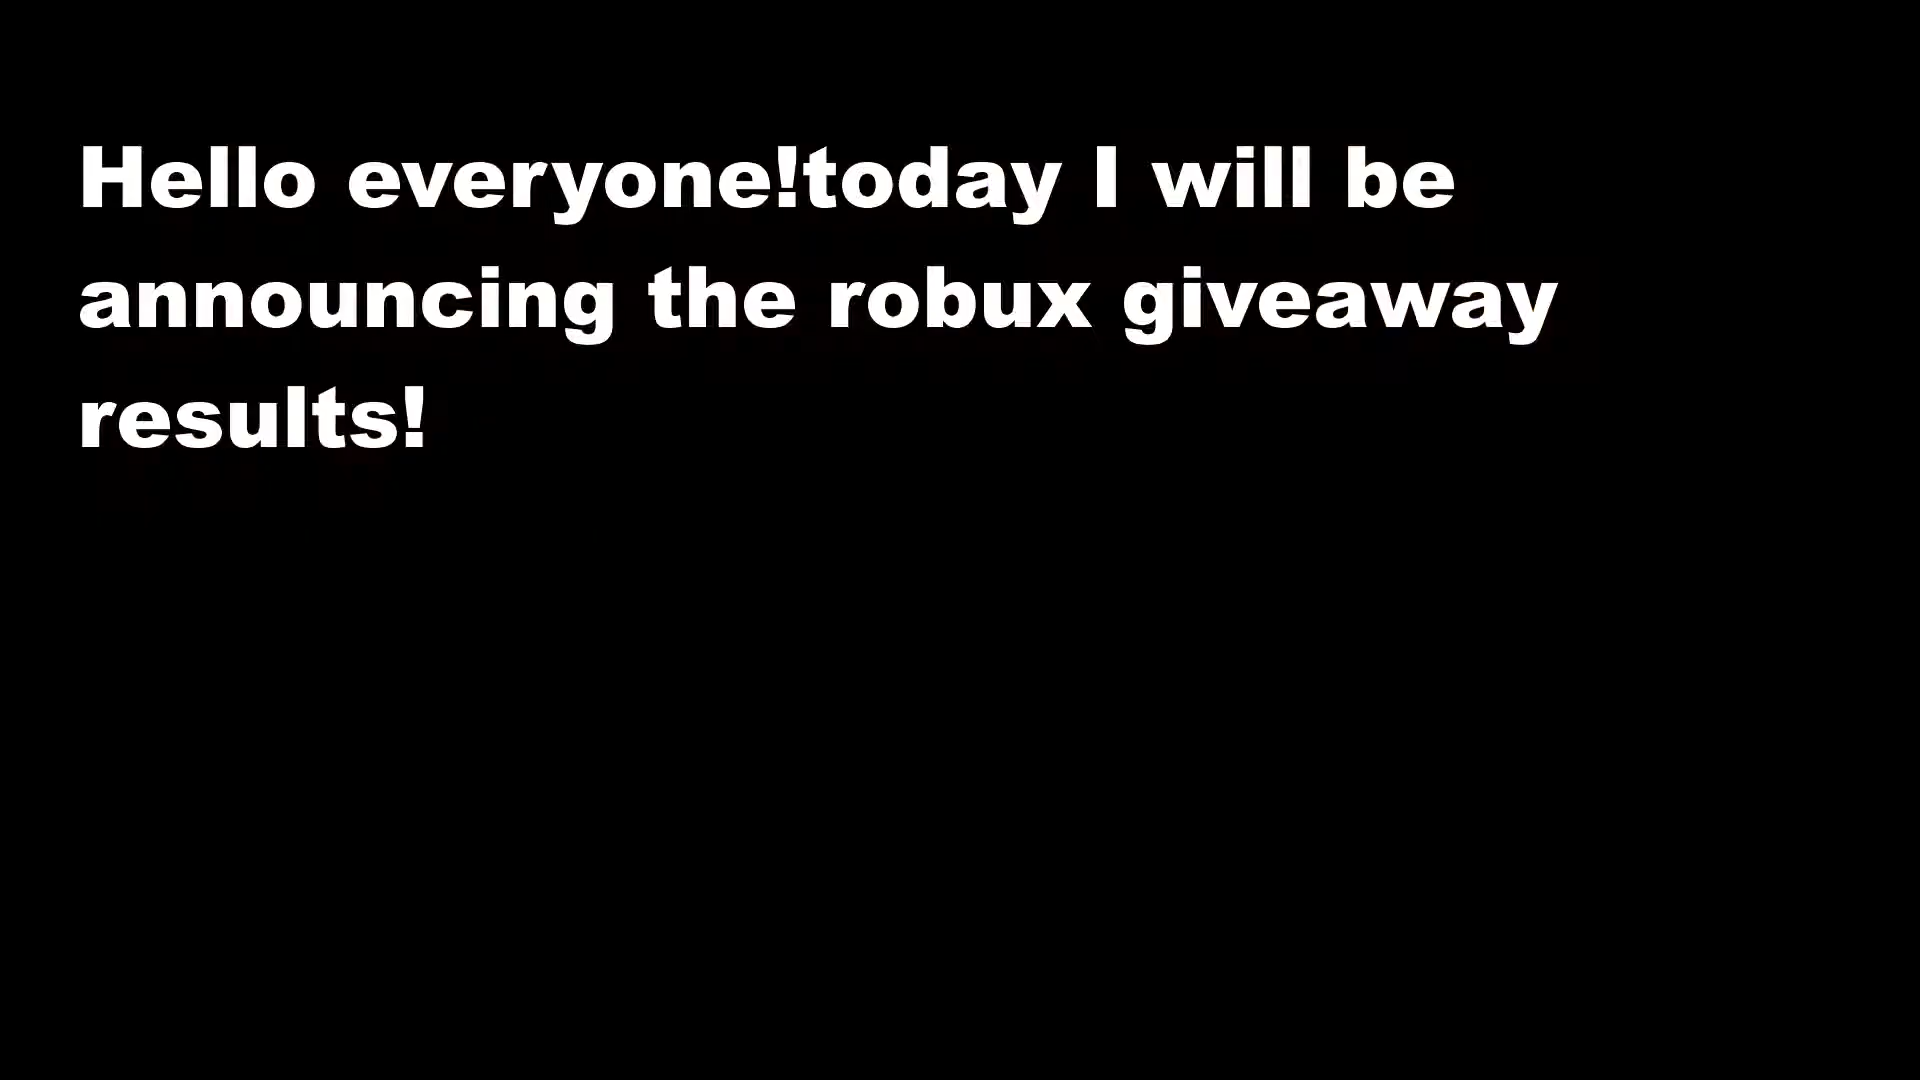 Hello everyone!today I will be
announcing the robux giveaway
results!